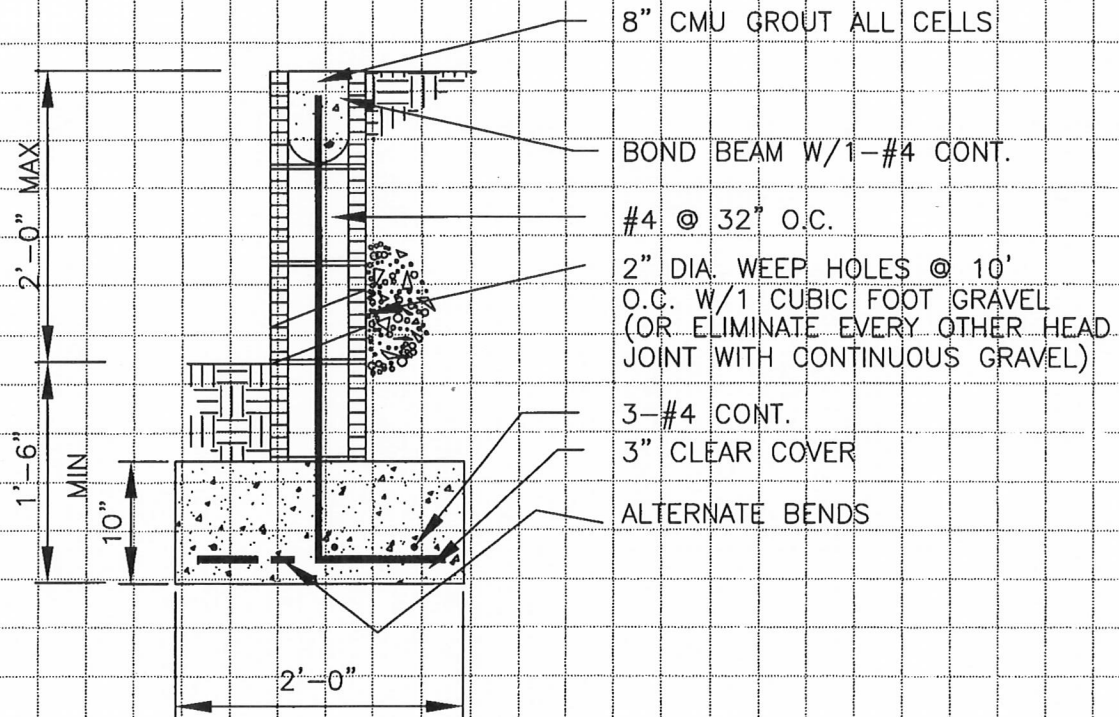 8" CMU GROUT ALL CELLS
BOND BEAM W/1-#4 CONT.
#4 @ 32" O.C.
2" DIA. WEEP HOLES @ 10'
O.C. W/1 CUBIC FOOT GRAVEL
(OR ELIMINATE EVERY OTHER HEAD
JOINT WITH CONTINUOUS GRAVEL)
3-#4 CONT.
3" CLEAR COVER
ALTERNATE BENDS
2'-0" MAX
1'-6"
MIN
10"
2'-0"